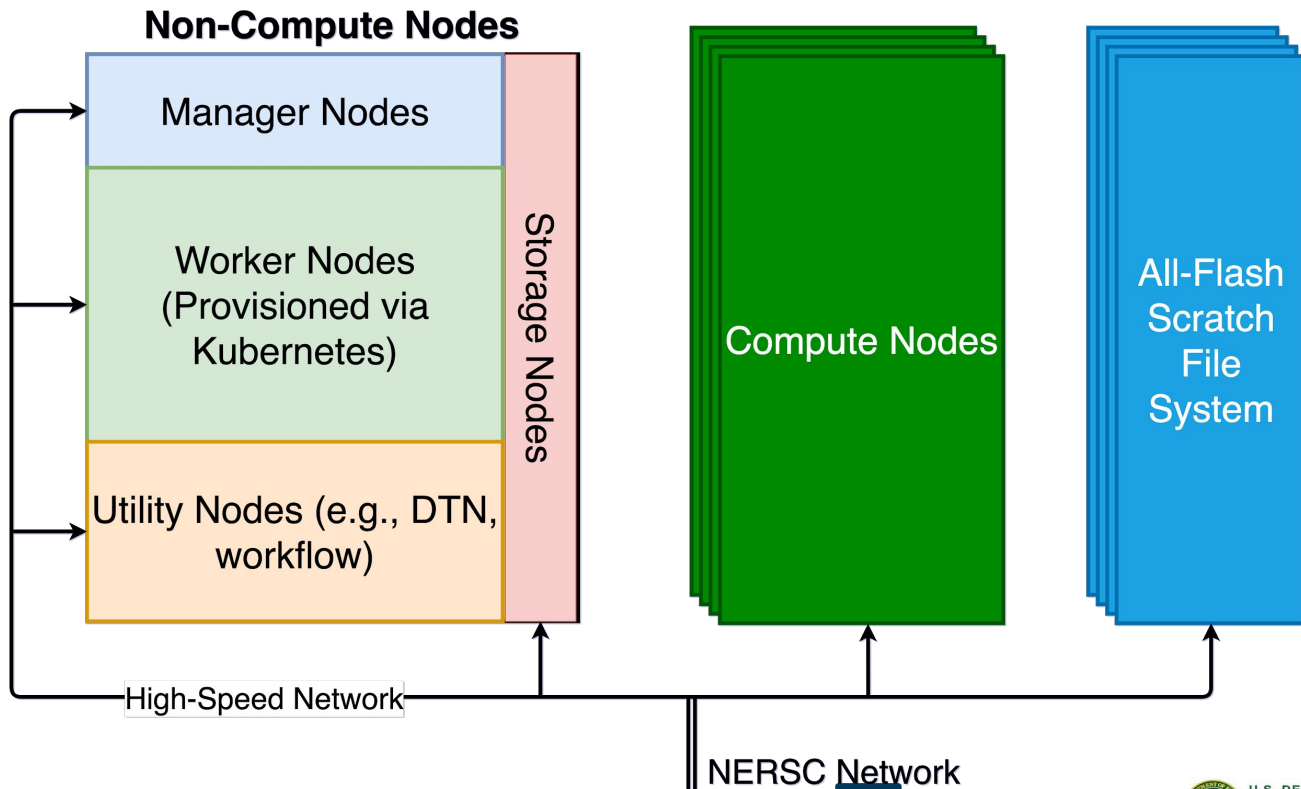 Non-Compute Nodes
Manager Nodes
Worker Nodes
(Provisioned via
Kubernetes)
Utility Nodes (e.g., DTN,
workflow)
Storage Nodes
Compute Nodes
All-Flash
Scratch
File
System
High-Speed Network
NERSC Network